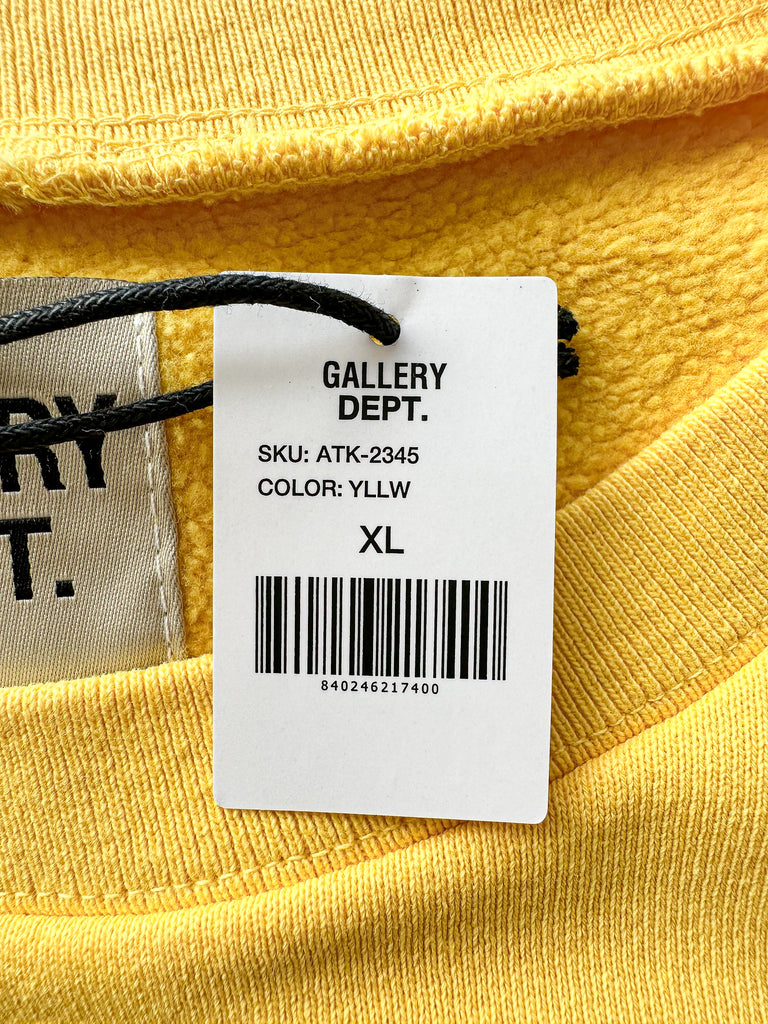 GALLERY
DEPT.
SKU: ATK-2345
COLOR: YLLW
XL
840246217400
RY
T.